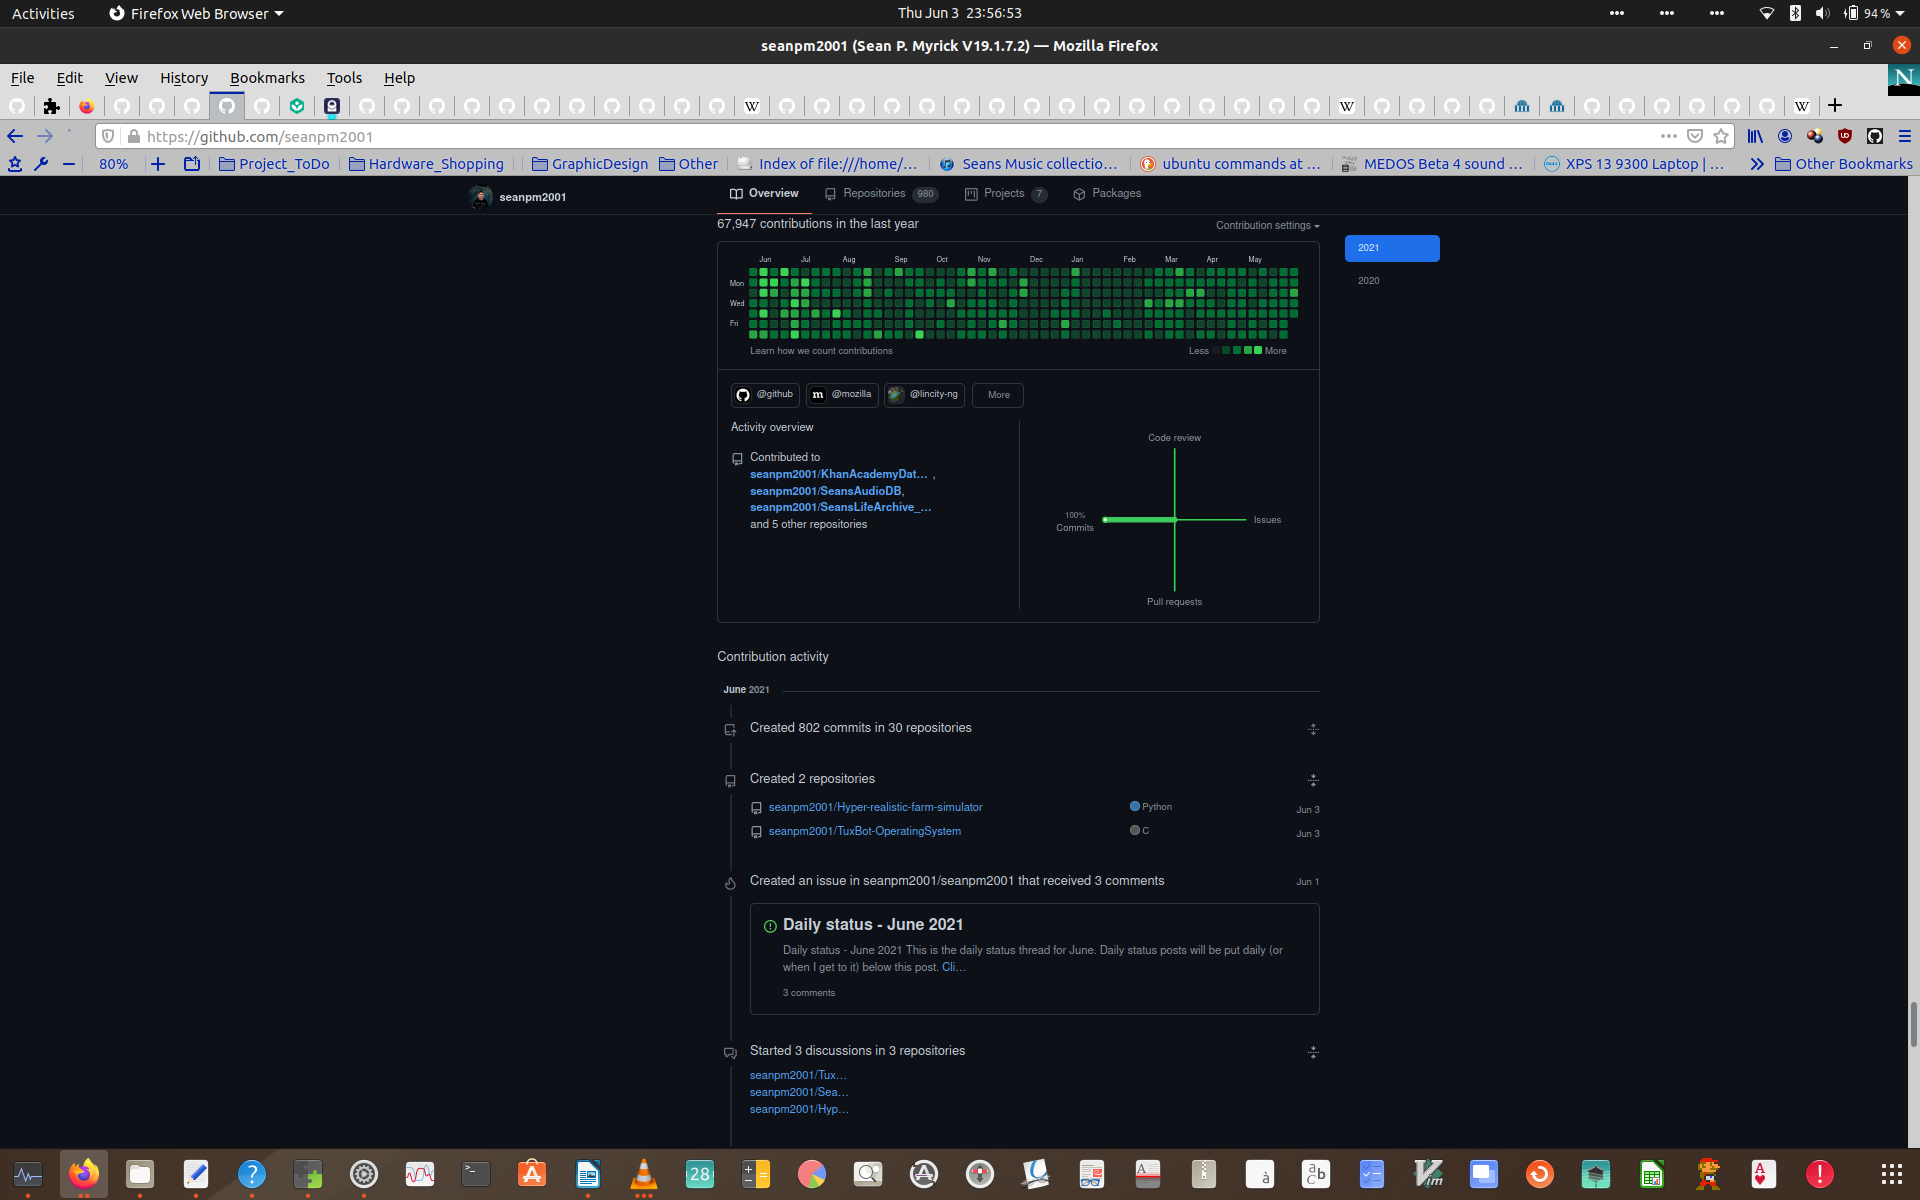 Activities
Firefox Web Browser
Thu Jun 3 23:56:53
94 %
seanpm2001 (Sean P. Myrick V19.1.7.2) — Mozilla Firefox
File Edit View History Bookmarks Tools Help
N
W W W
https://github.com/seanpm2001
80%
Project_ToDo
Hardware_Shopping
GraphicDesign
Other
Index of file:///home/…
Seans Music collectio…
ubuntu commands at …
MEDOS Beta 4 sound …
XPS 13 9300 Laptop | …
Other Bookmarks
seanpm2001
Overview
Repositories 980
Projects 7
Packages
67,947 contributions in the last year
Contribution settings
2021
2020
Jun Jul Aug Sep Oct Nov Dec Jan Feb Mar Apr May
Mon
Wed
Fri
Learn how we count contributions
Less More
@github
m @mozilla
@lincity-ng
More
Activity overview
Contributed to
seanpm2001/KhanAcademyDat… ,
seanpm2001/SeansAudioDB,
seanpm2001/SeansLifeArchive_…
and 5 other repositories
Code review
100%
Commits
Issues
Pull requests
Contribution activity
June 2021
Created 802 commits in 30 repositories
Created 2 repositories
seanpm2001/Hyper-realistic-farm-simulator Python Jun 3
seanpm2001/TuxBot-OperatingSystem C Jun 3
Created an issue in seanpm2001/seanpm2001 that received 3 comments Jun 1
Daily status - June 2021
Daily status - June 2021 This is the daily status thread for June. Daily status posts will be put daily (or
when I get to it) below this post. Cli…
3 comments
Started 3 discussions in 3 repositories
seanpm2001/Tux…
seanpm2001/Sea…
seanpm2001/Hyp…
28